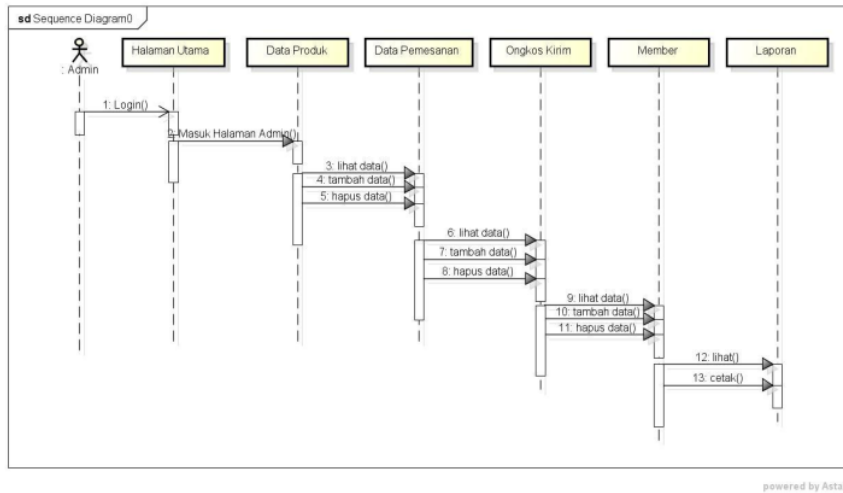 sd Sequence Diagram0
: Admin
Halaman Utama
Data Produk
Data Pemesanan
Ongkos Kirim
Member
Laporan
1: Login()
2: Masuk Halaman Admin()
3: lihat data()
4: tambah data()
5: hapus data()
6: lihat data()
7: tambah data()
8: hapus data()
9: lihat data()
10: tambah data()
11: hapus data()
12: lihat()
13: cetak()
powered by Asta